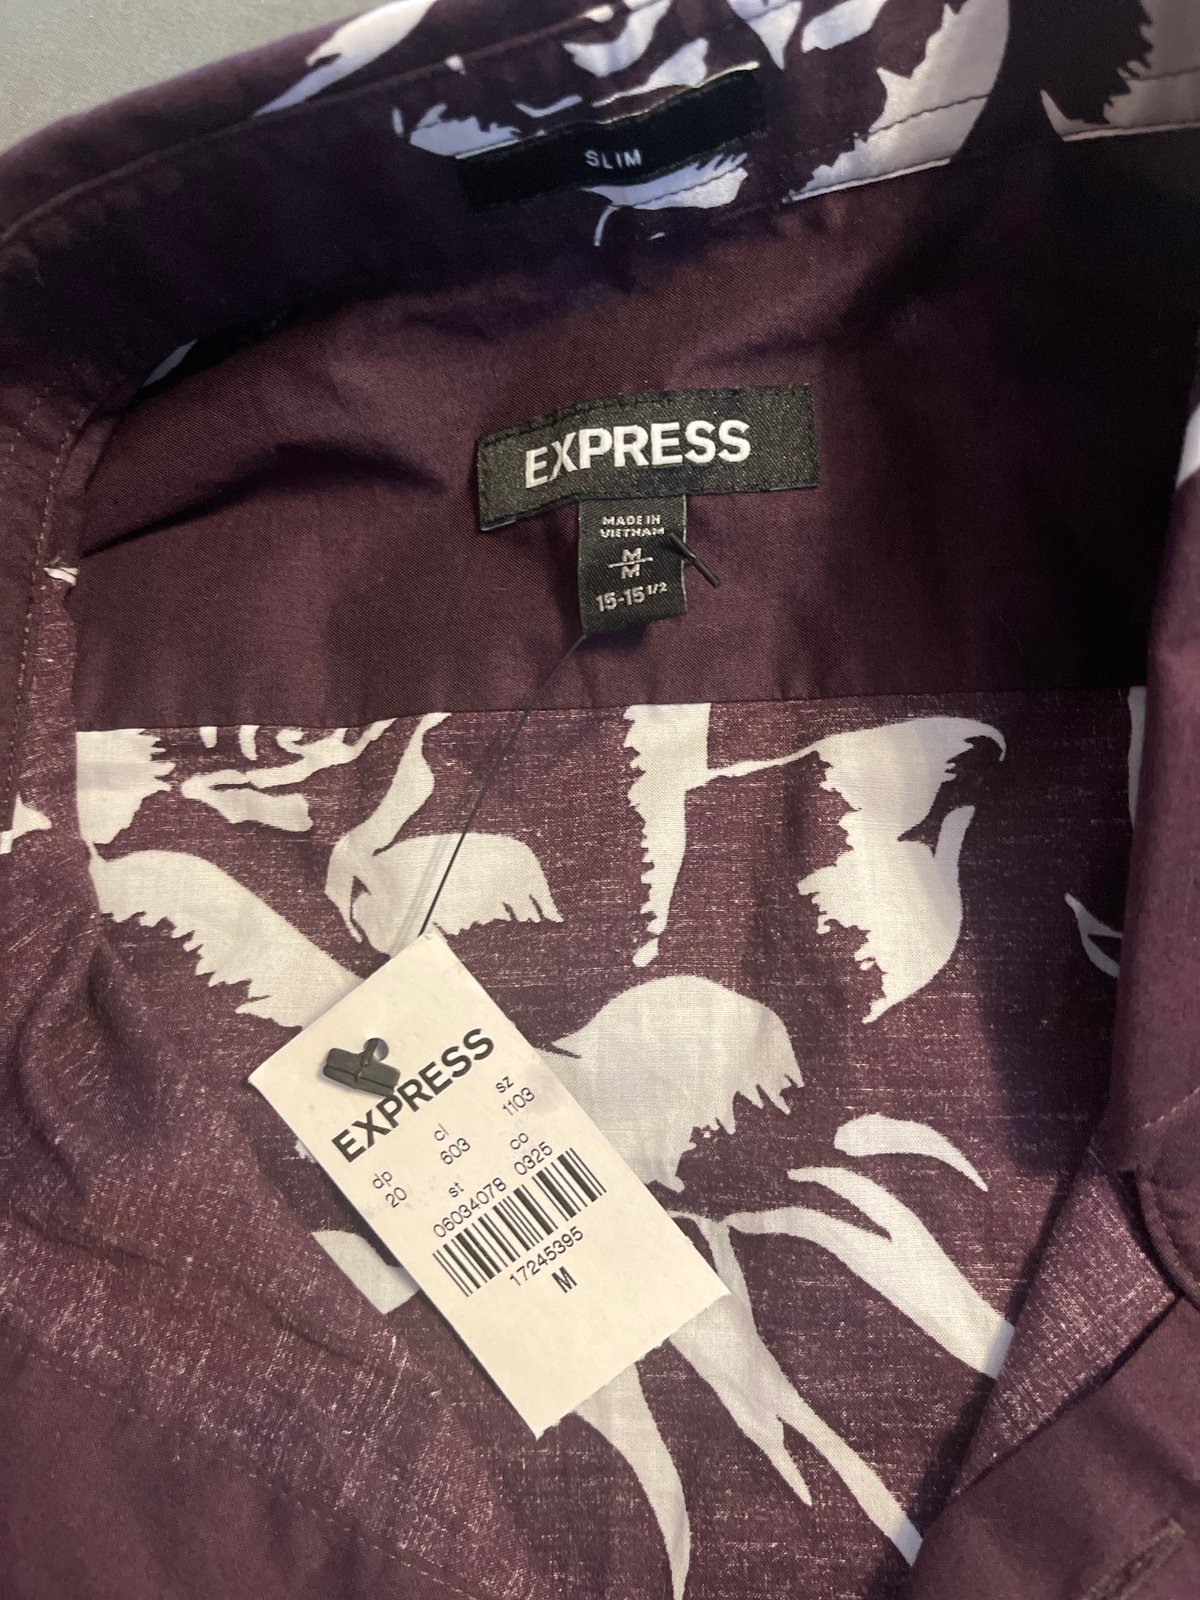 SLIM
EXPRESS
MADE IN
VIETNAM
M
M
15-15 1/2
EXPRESS
dp cl sz
20 603 1103
st co
06034078 0325
17245395
M